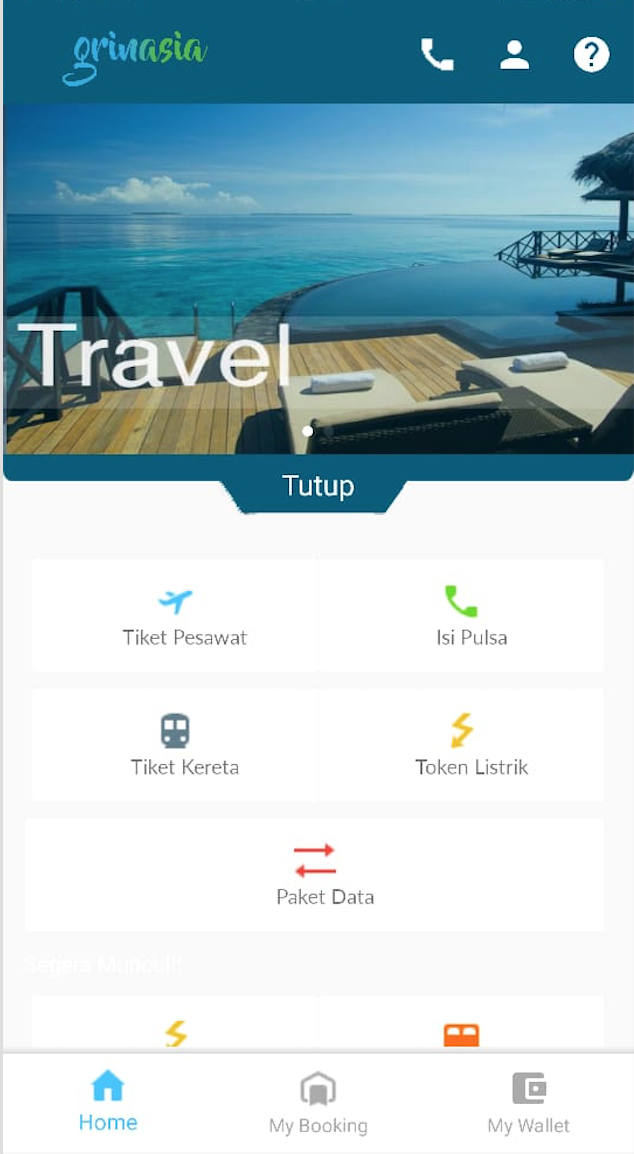 grinasia
Travel
Tutup
Tiket Pesawat
Isi Pulsa
Tiket Kereta
Token Listrik
Paket Data
Segera Muncul!!
Home
My Booking
My Wallet